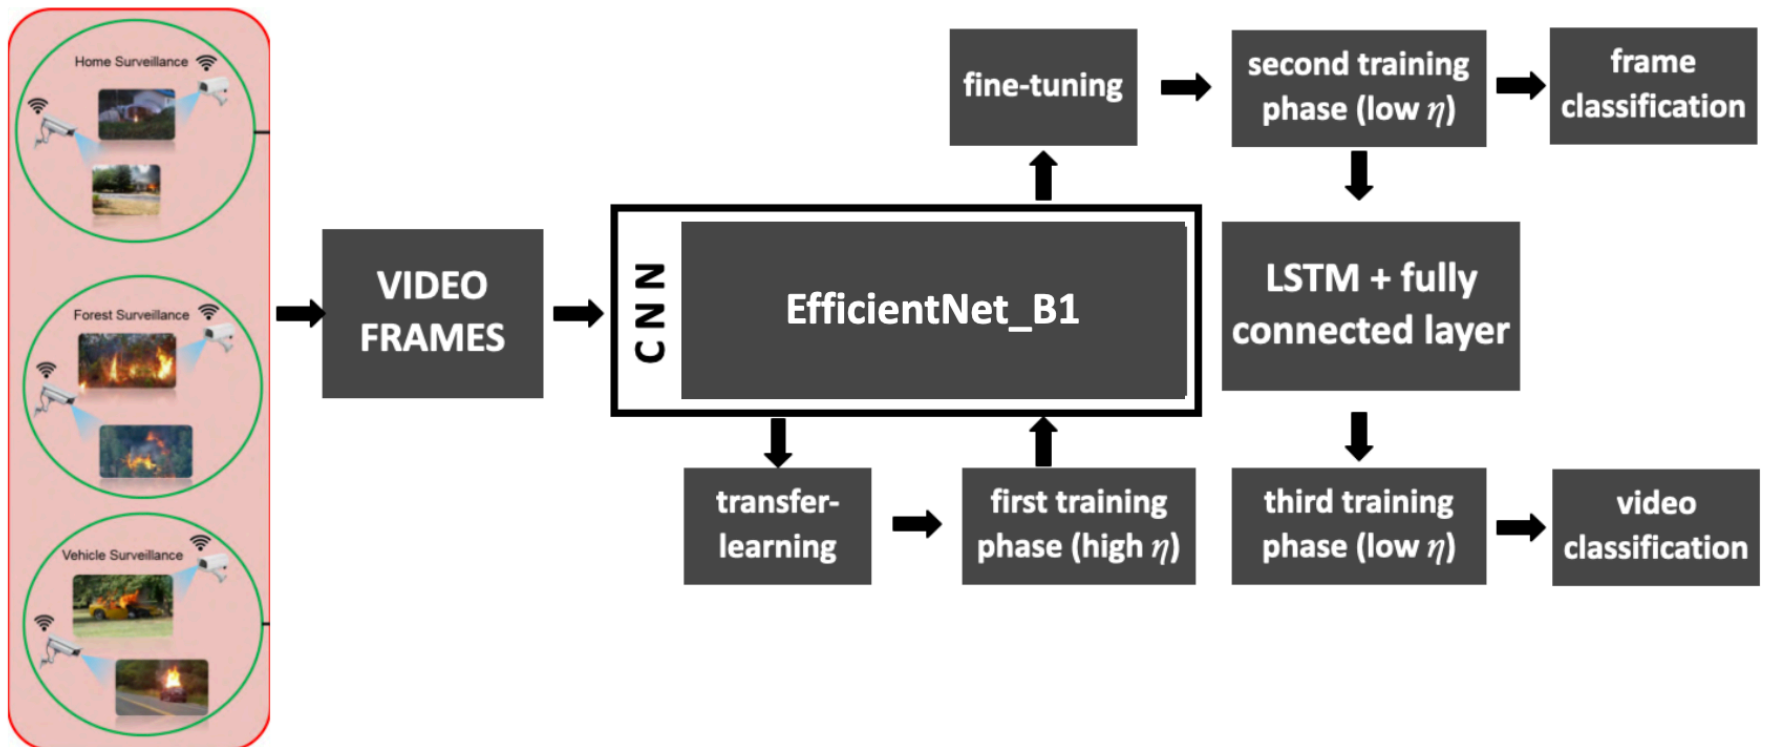 Home Surveillance
Forest Surveillance
Vehicle Surveillance
VIDEO
FRAMES
CNN
EfficientNet_B1
transfer-
learning
first training
phase (high η)
fine-tuning
second training
phase (low η)
frame
classification
LSTM + fully
connected layer
third training
phase (low η)
video
classification